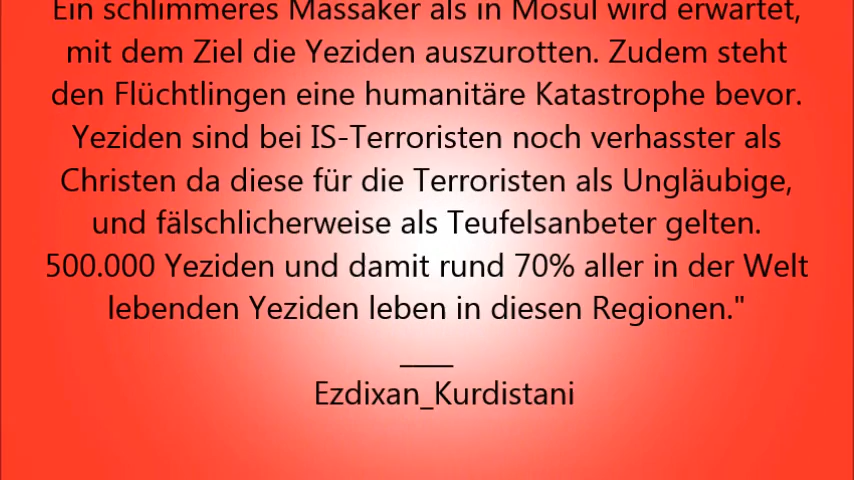 Ein schlimmeres Massaker als in Mosul wird erwartet,
mit dem Ziel die Yeziden auszurotten. Zudem steht
den Flüchtlingen eine humanitäre Katastrophe bevor.
Yeziden sind bei IS-Terroristen noch verhasster als
Christen da diese für die Terroristen als Ungläubige,
und fälschlicherweise als Teufelsanbeter gelten.
500.000 Yeziden und damit rund 70% aller in der Welt
lebenden Yeziden leben in diesen Regionen."
____
Ezdixan_Kurdistani